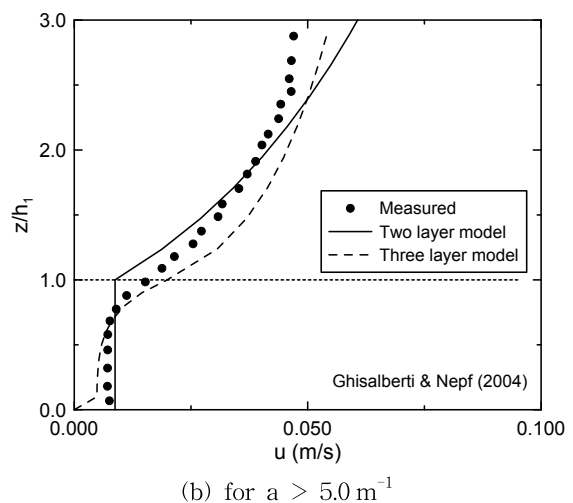 3.0
2.0
z/h₁
1.0
0.0
Measured
Two layer model
Three layer model
Ghisalberti & Nepf (2004)
0.000
0.050
0.100
u (m/s)
(b) for a > 5.0 m⁻¹